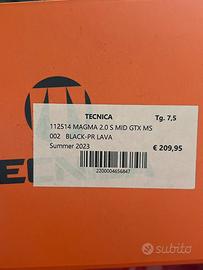 TECNICA Tg. 7,5
112514 MAGMA 2.0 S MID GTX MS
002 BLACK-PR LAVA
Summer 2023 € 209,95
2200004656847
TECNICA
subito